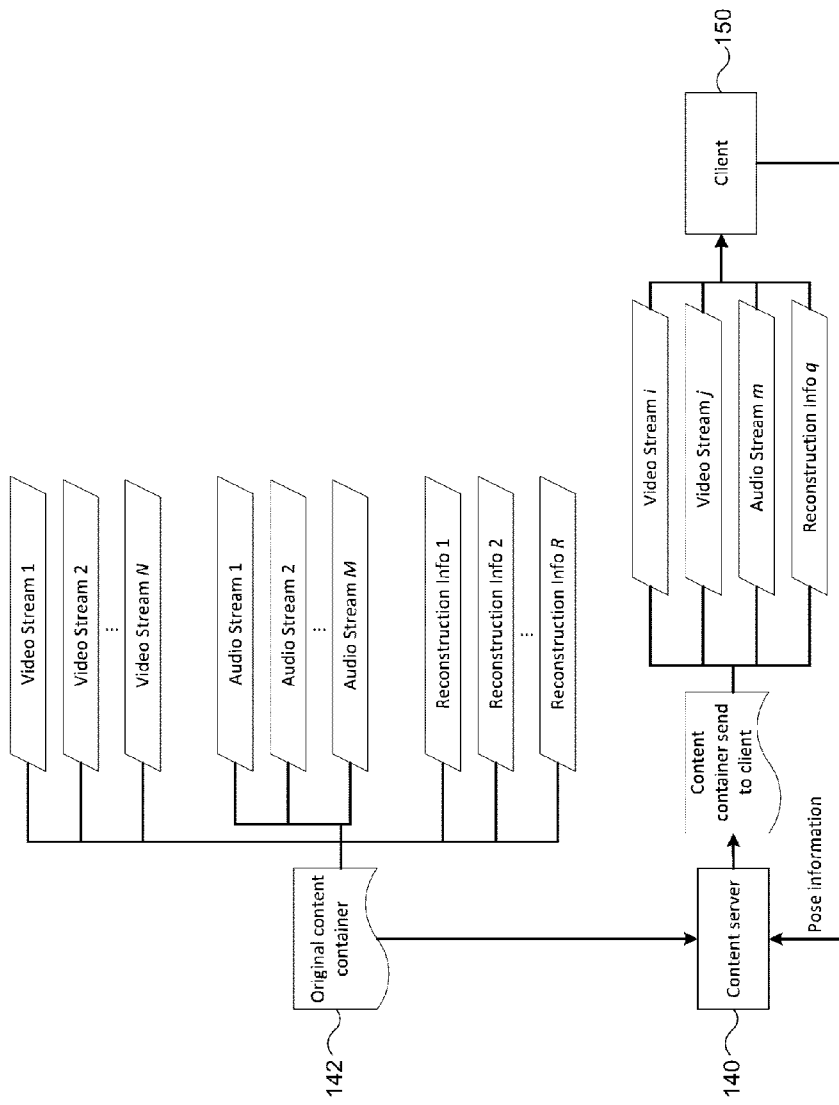 Video Stream 1
Video Stream 2
⋮
Video Stream N
Audio Stream 1
Audio Stream 2
⋮
Audio Stream M
Reconstruction Info 1
Reconstruction Info 2
⋮
Reconstruction Info R
Original content
container
142
Content server
140
Content
container send
to client
Video Stream i
Video Stream j
Audio Stream m
Reconstruction Info q
Client
150
Pose information